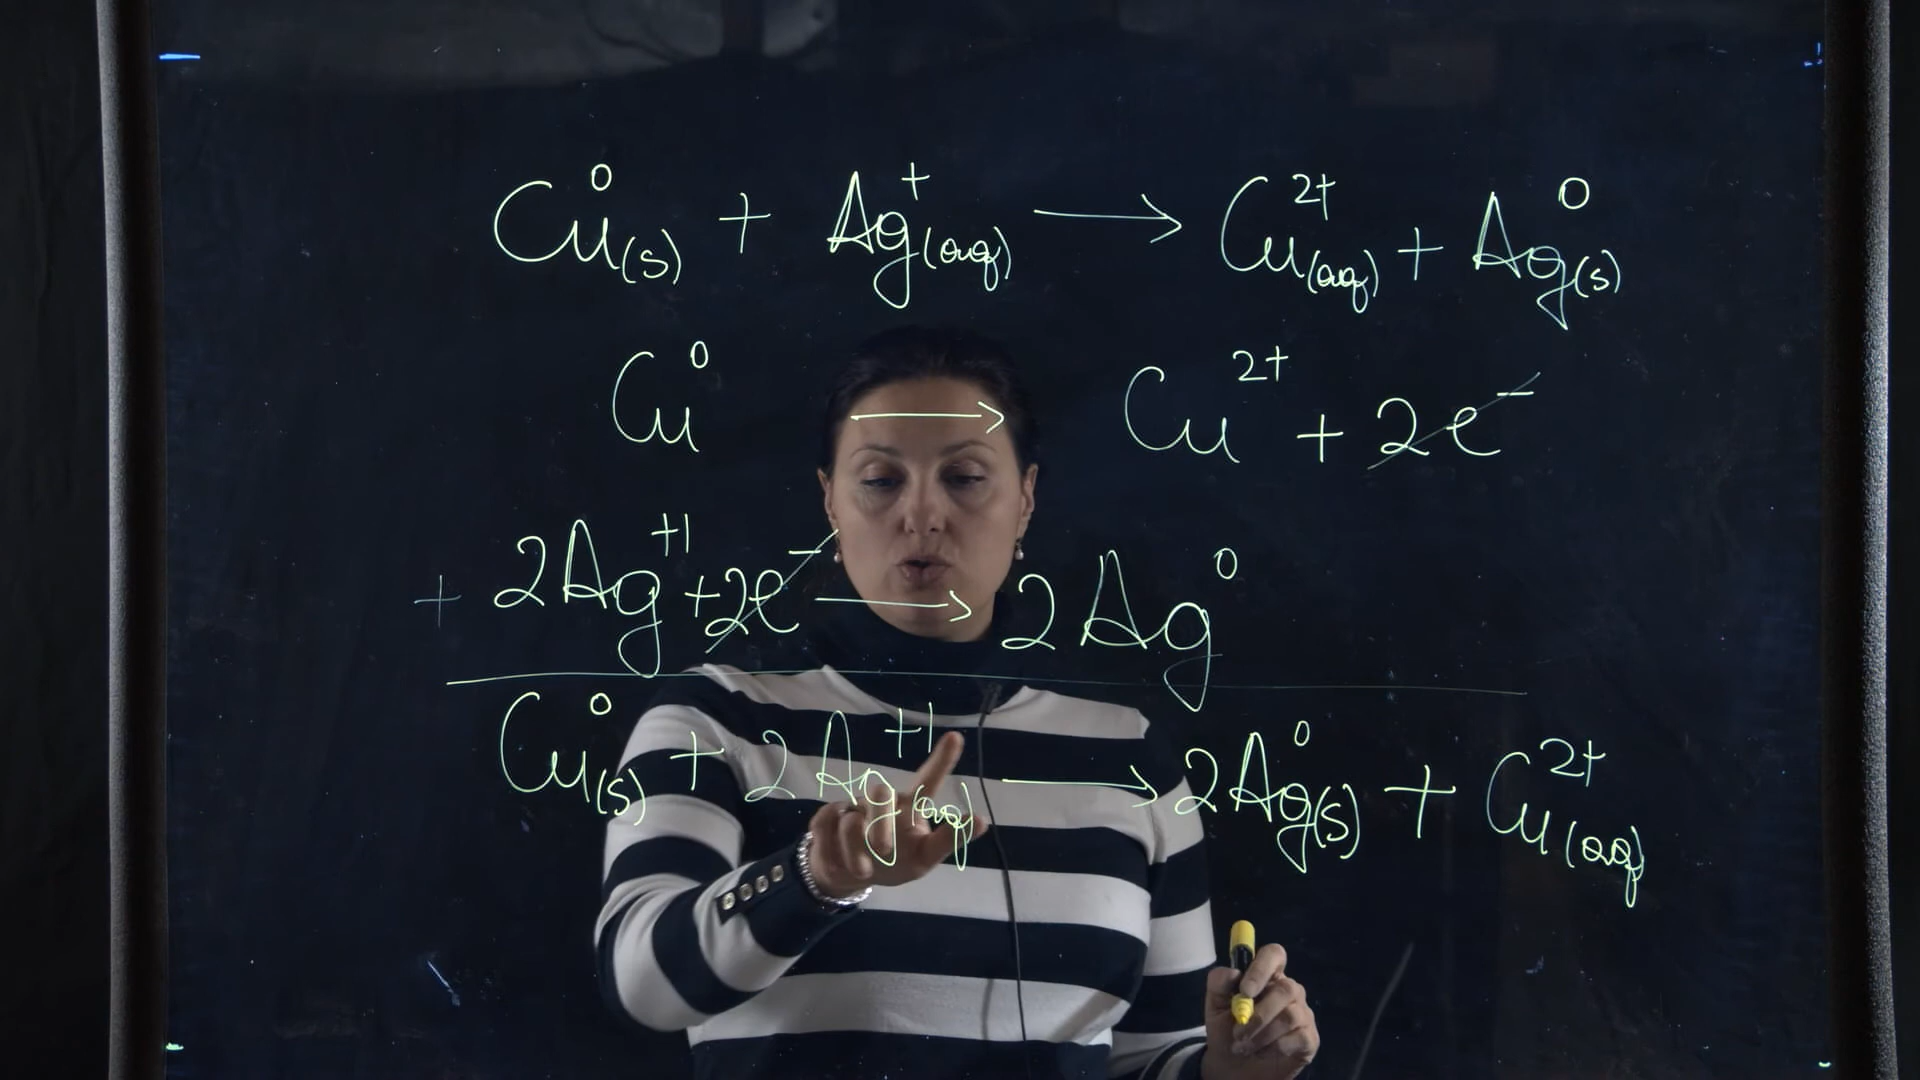 Cu⁰(s) + Ag⁺(aq) ⟶ Cu²⁺(aq) + Ag⁰(s)
Cu⁰ ⟶ Cu²⁺ + 2e⁻
+ 2Ag⁺¹ + 2e⁻ ⟶ 2Ag⁰
Cu⁰(s) + 2Ag⁺¹(aq) ⟶ 2Ag⁰(s) + Cu²⁺(aq)